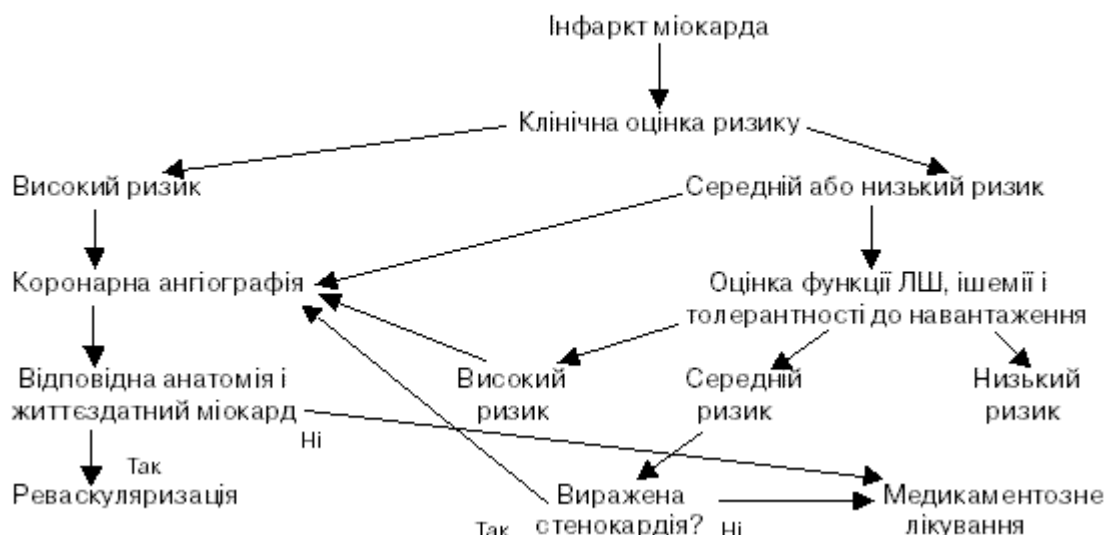 Інфаркт міокарда
Клінічна оцінка ризику
Високий ризик
Середній або низький ризик
Коронарна ангіографія
Оцінка функції ЛШ, ішемії і
толерантності до навантаження
Відповідна анатомія і
життєздатний міокард
Високий
ризик
Середній
ризик
Низький
ризик
Ні
Так
Реваскуляризація
Виражена
стенокардія?
Так
Ні
Медикаментозне
лікування